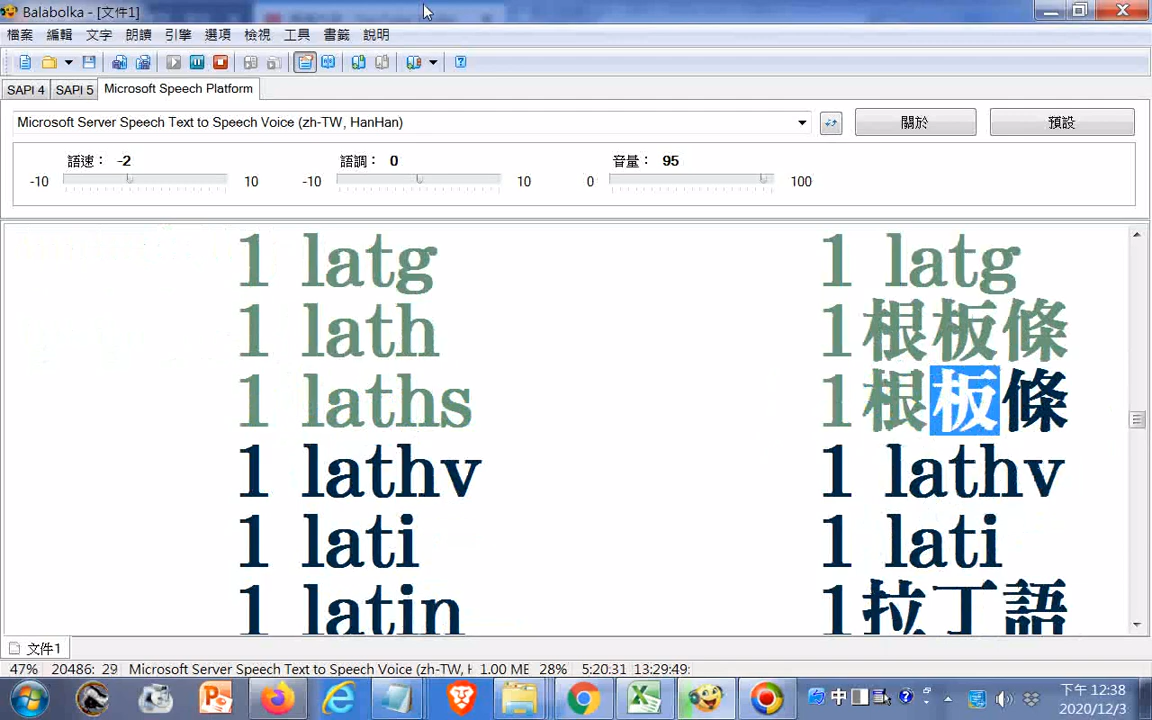 Balabolka - [文件1]
檔案 編輯 文字 朗讀 引擎 選項 檢視 工具 書籤 說明
SAPI 4 SAPI 5 Microsoft Speech Platform
Microsoft Server Speech Text to Speech Voice (zh-TW, HanHan) 關於 預設
語速： -2 語調： 0 音量： 95
-10 10 -10 10 0 100
1 latg 1 latg
1 lath 1根板條
1 laths 1根板條
1 lathv 1 lathv
1 lati 1 lati
1 latin 1拉丁語
文件1
47% 20486: 29 Microsoft Server Speech Text to Speech Voice (zh-TW, H 1.00 ME 28% 5:20:31 13:29:49:
中 下午 12:38
2020/12/3